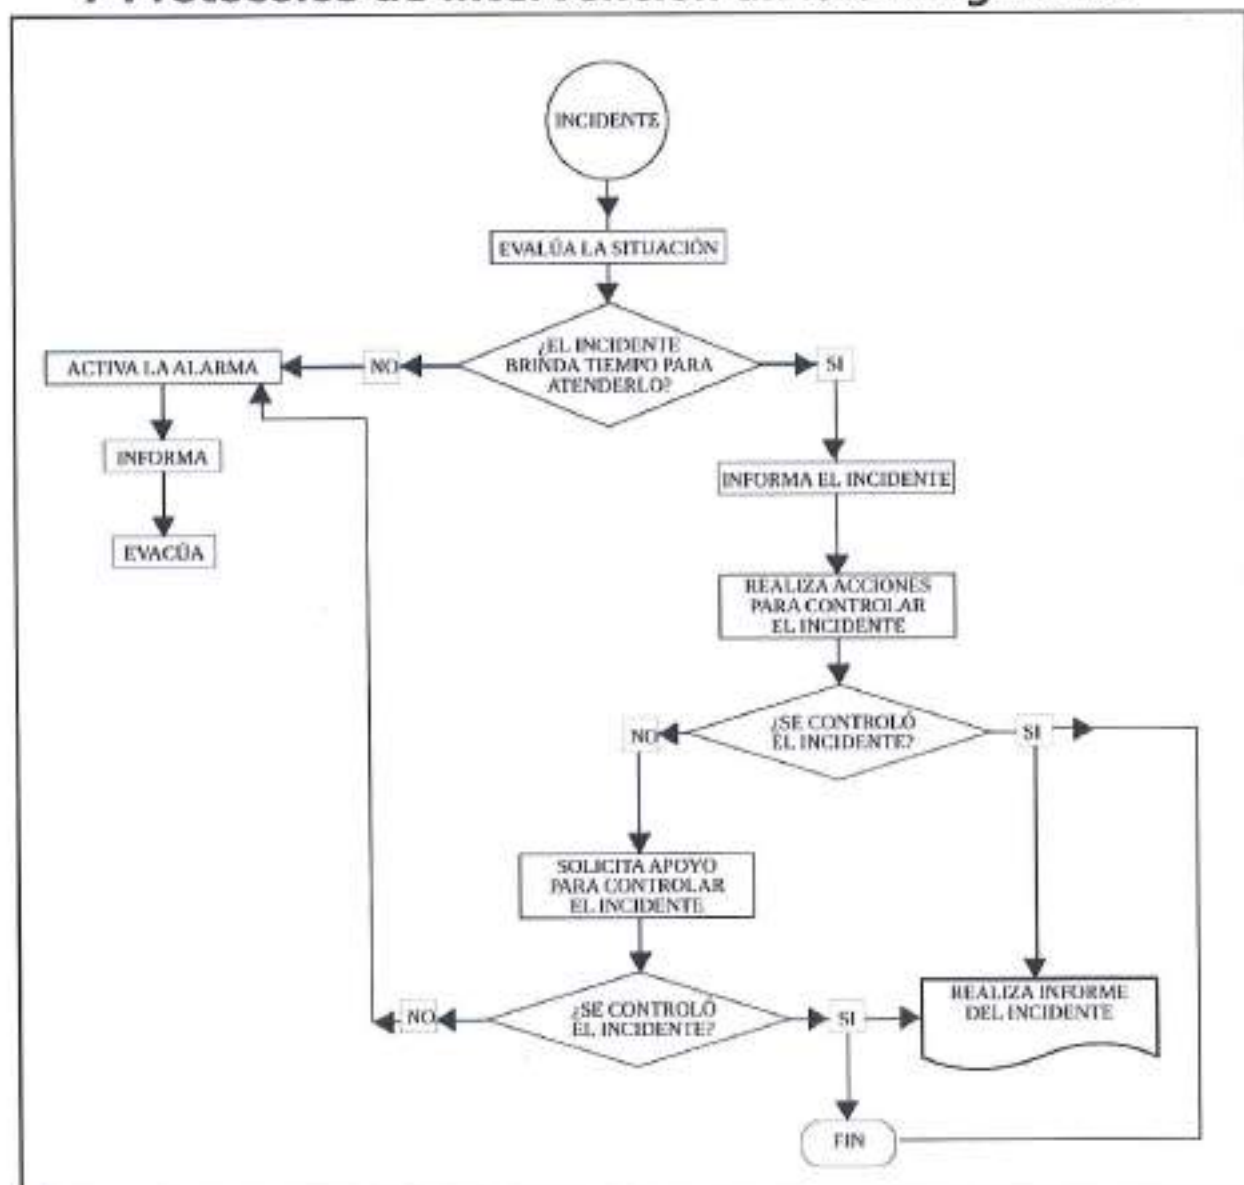 INCIDENTE
EVALÚA LA SITUACIÓN
¿EL INCIDENTE
BRINDA TIEMPO PARA
ATENDERLO?
NO
SI
ACTIVA LA ALARMA
INFORMA
EVACÚA
INFORMA EL INCIDENTE
REALIZA ACCIONES
PARA CONTROLAR
EL INCIDENTE
¿SE CONTROLÓ
EL INCIDENTE?
NO
SI
SOLICITA APOYO
PARA CONTROLAR
EL INCIDENTE
¿SE CONTROLÓ
EL INCIDENTE?
NO
SI
REALIZA INFORME
DEL INCIDENTE
FIN